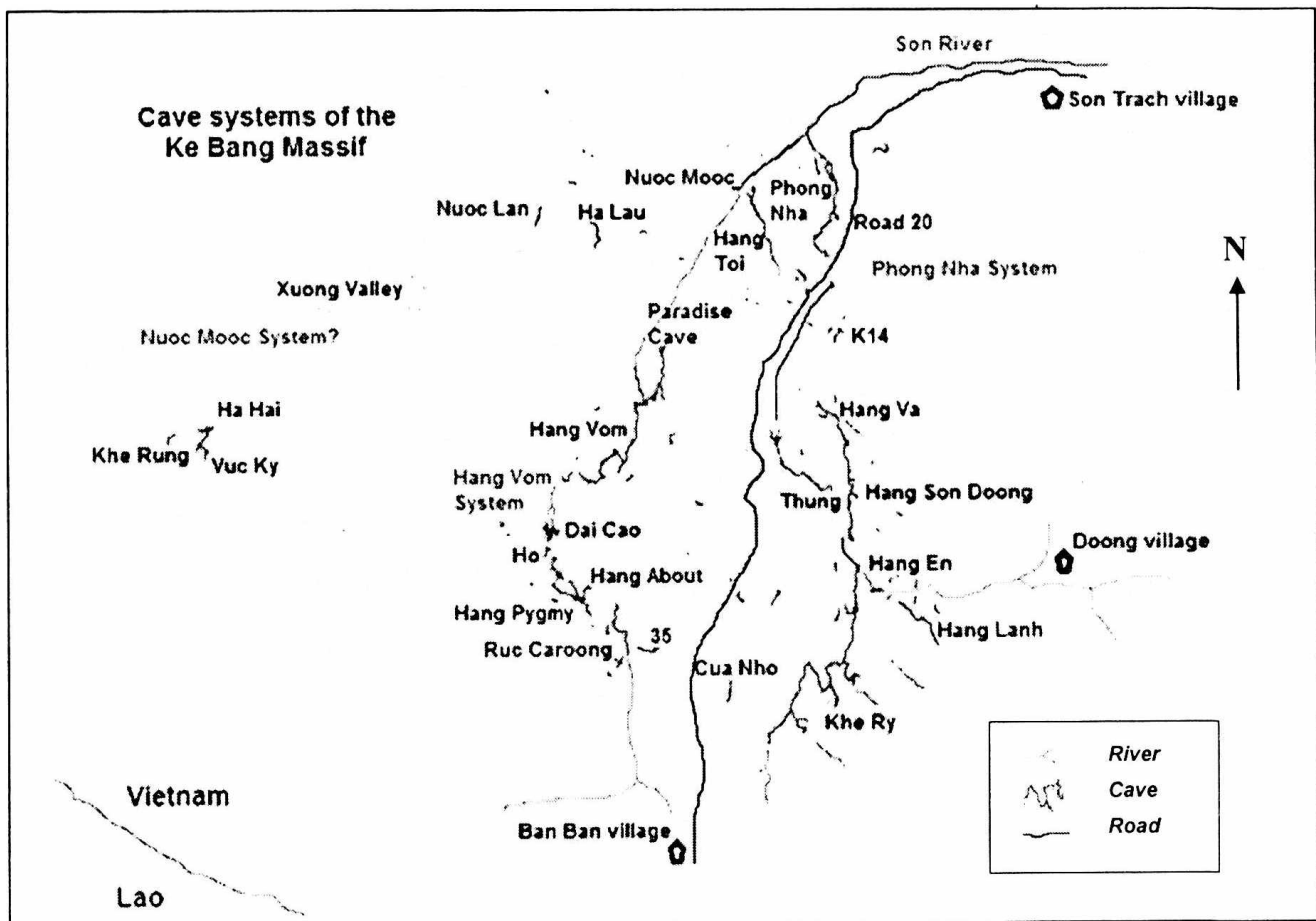 Son River
Son Trach village
Cave systems of the
Ke Bang Massif
Nuoc Mooc
Phong
Nha
Nuoc Lan
Ha Lau
Hang
Toi
Road 20
N
Phong Nha System
Xuong Valley
Paradise
Cave
Nuoc Mooc System?
K14
Ha Hai
Hang Va
Hang Vom
Khe Rung
Vuc Ky
Hang Vom
System
Thung
Hang Son Doong
Dai Cao
Doong village
Ho
Hang About
Hang En
Hang Pygmy
Hang Lanh
35
Ruc Caroong
Cua Nho
Khe Ry
River
Cave
Road
Vietnam
Ban Ban village
Lao